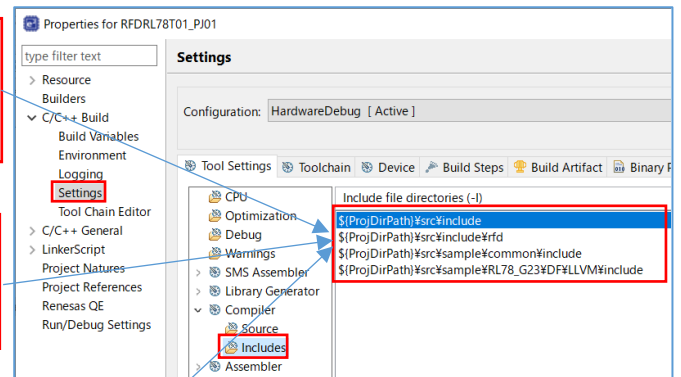 Properties for RFDRL78T01_PJ01
type filter text
Settings
Resource
Builders
C/C++ Build
Build Variables
Environment
Logging
Settings
Tool Chain Editor
C/C++ General
LinkerScript
Project Natures
Project References
Renesas QE
Run/Debug Settings
Configuration: HardwareDebug [ Active ]
Tool Settings Toolchain Device Build Steps Build Artifact Binary
CPU
Optimization
Debug
Warnings
SMS Assembler
Library Generator
Compiler
Source
Includes
Assembler
Include file directories (-I)
${ProjDirPath}¥src¥include
${ProjDirPath}¥src¥include¥rfd
${ProjDirPath}¥src¥sample¥common¥include
${ProjDirPath}¥src¥sample¥RL78_G23¥DF¥LLVM¥include